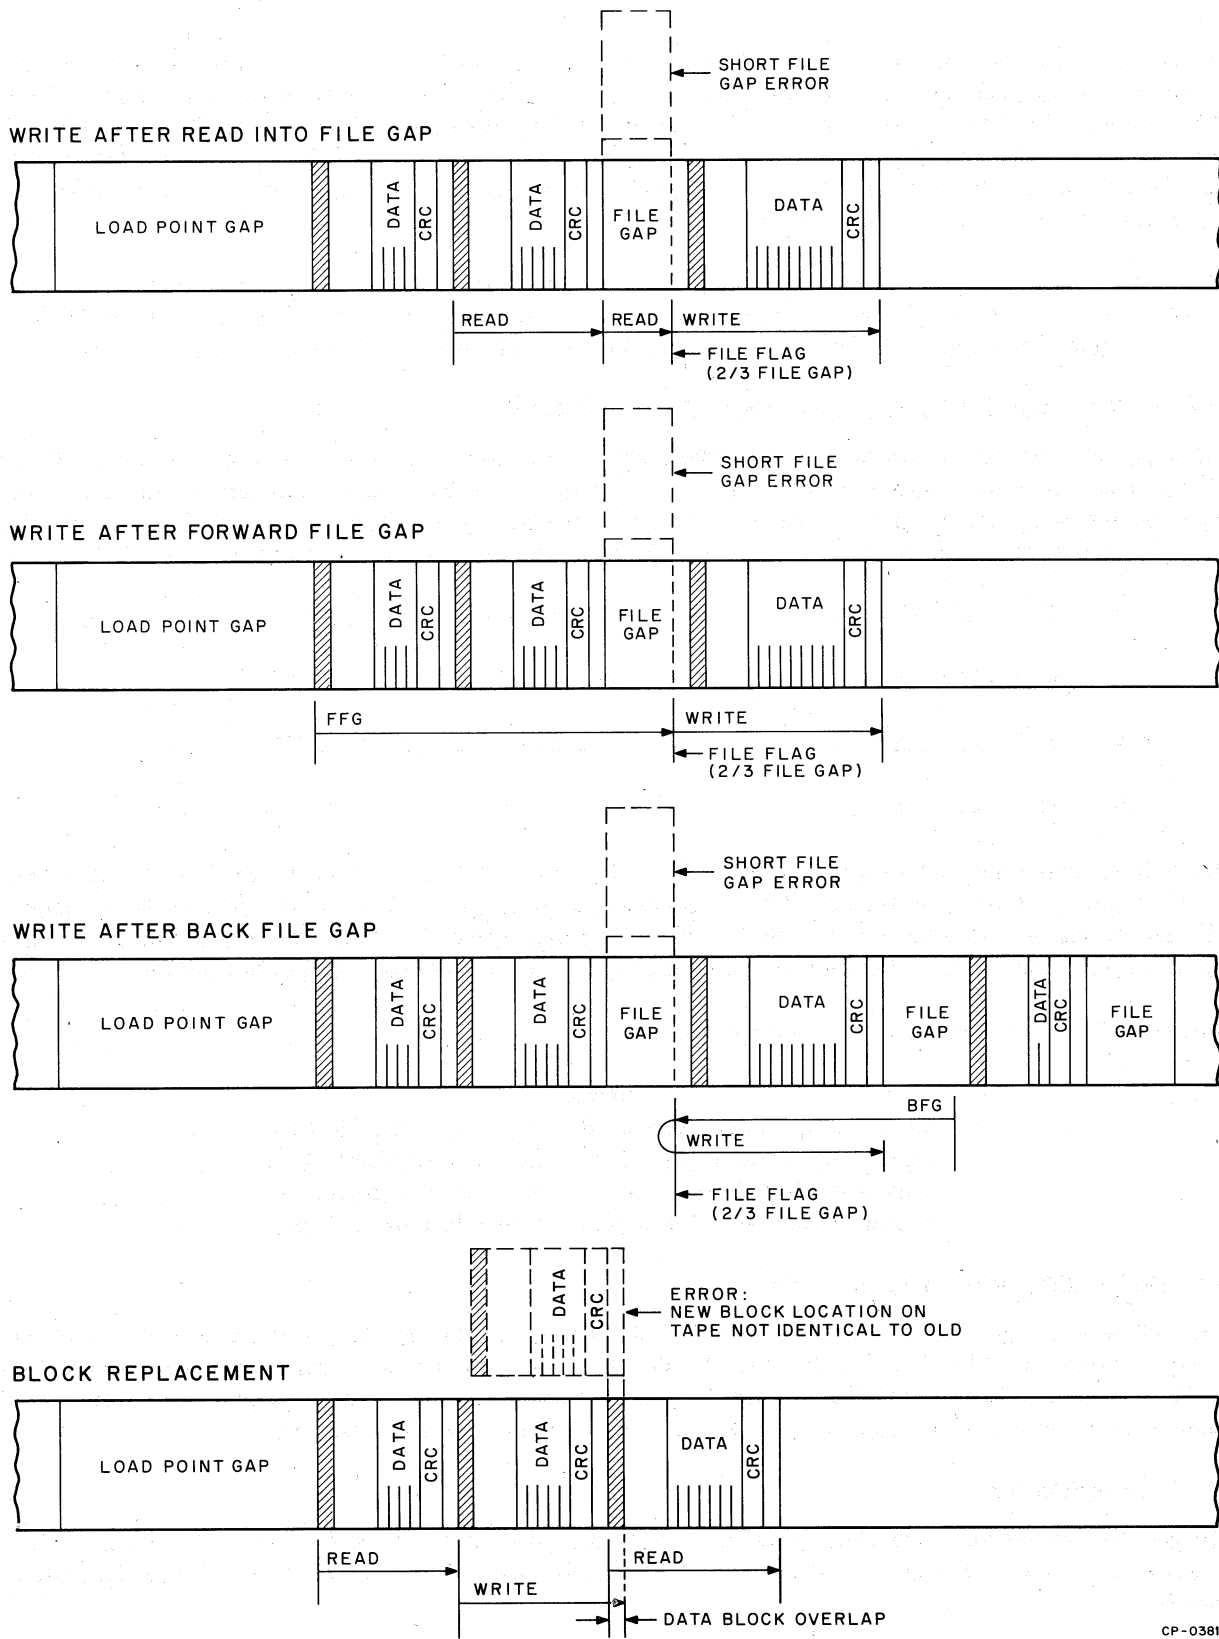 SHORT FILE
GAP ERROR
WRITE AFTER READ INTO FILE GAP
LOAD POINT GAP
DATA
CRC
DATA
CRC
FILE
GAP
DATA
CRC
READ
READ
WRITE
FILE FLAG
(2/3 FILE GAP)
SHORT FILE
GAP ERROR
WRITE AFTER FORWARD FILE GAP
LOAD POINT GAP
DATA
CRC
DATA
CRC
FILE
GAP
DATA
CRC
FFG
WRITE
FILE FLAG
(2/3 FILE GAP)
SHORT FILE
GAP ERROR
WRITE AFTER BACK FILE GAP
LOAD POINT GAP
DATA
CRC
DATA
CRC
FILE
GAP
DATA
CRC
FILE
GAP
DATA
CRC
FILE
GAP
BFG
WRITE
FILE FLAG
(2/3 FILE GAP)
DATA
CRC
ERROR:
NEW BLOCK LOCATION ON
TAPE NOT IDENTICAL TO OLD
BLOCK REPLACEMENT
LOAD POINT GAP
DATA
CRC
DATA
CRC
DATA
CRC
READ
READ
WRITE
DATA BLOCK OVERLAP
CP-0381